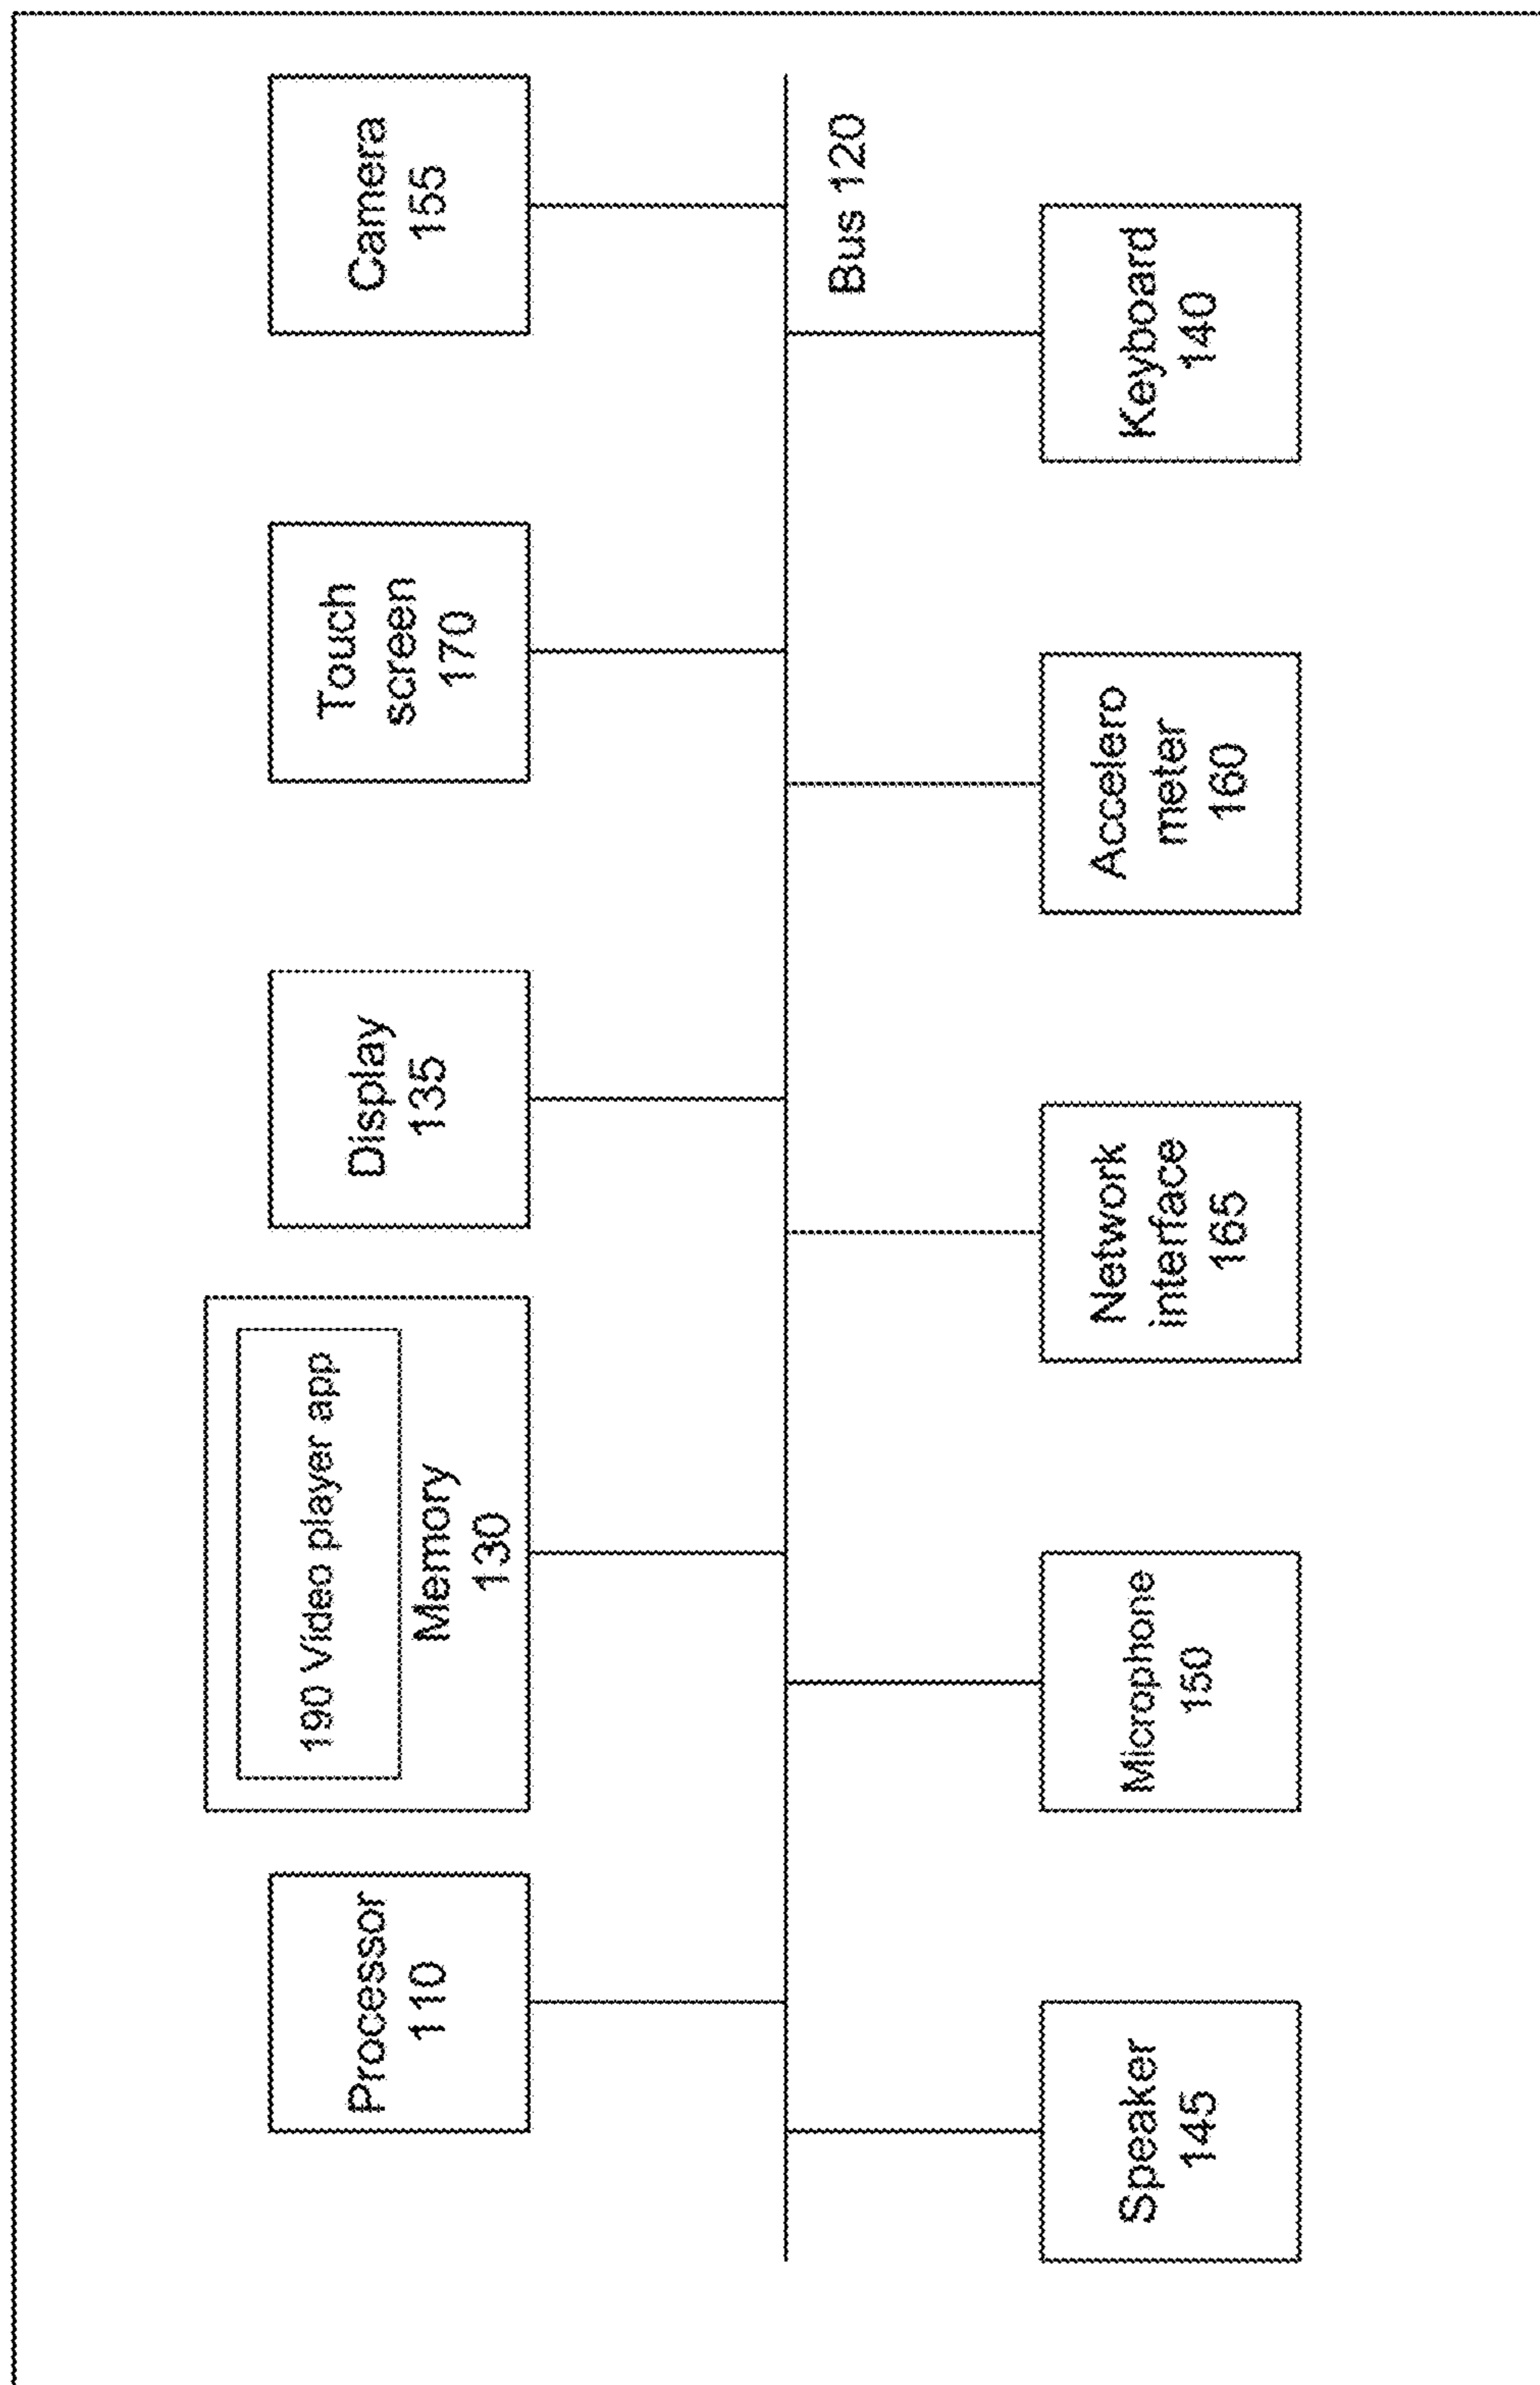 Processor
110
190 Video player app
Memory
130
Display
135
Touch
screen
170
Camera
155
Bus 120
Speaker
145
Microphone
150
Network
interface
165
Accelero
meter
160
Keyboard
140